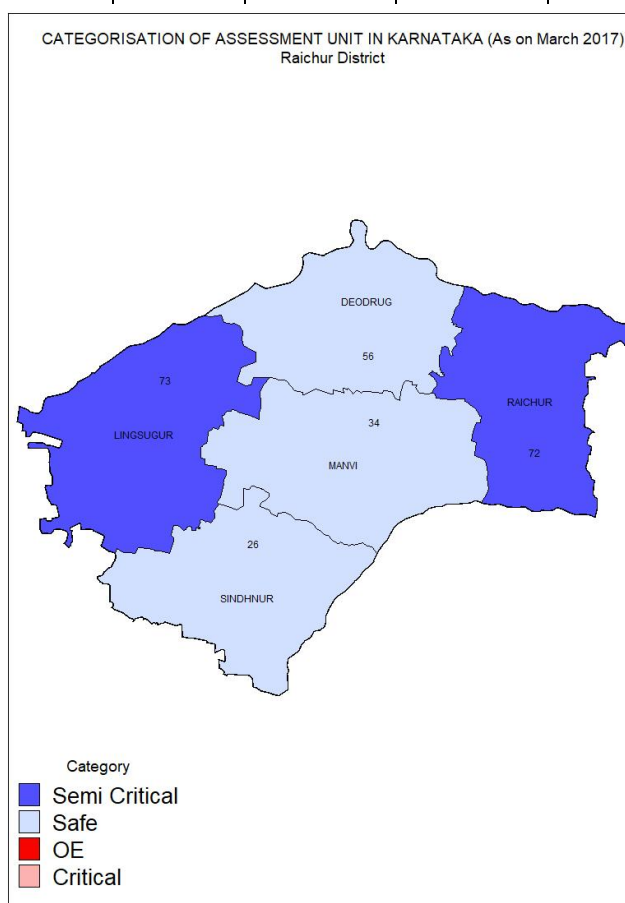 CATEGORISATION OF ASSESSMENT UNIT IN KARNATAKA (As on March 2017)
Raichur District
DEODRUG
56
73
RAICHUR
34
LINGSUGUR
72
MANVI
26
SINDHNUR
Category
Semi Critical
Safe
OE
Critical